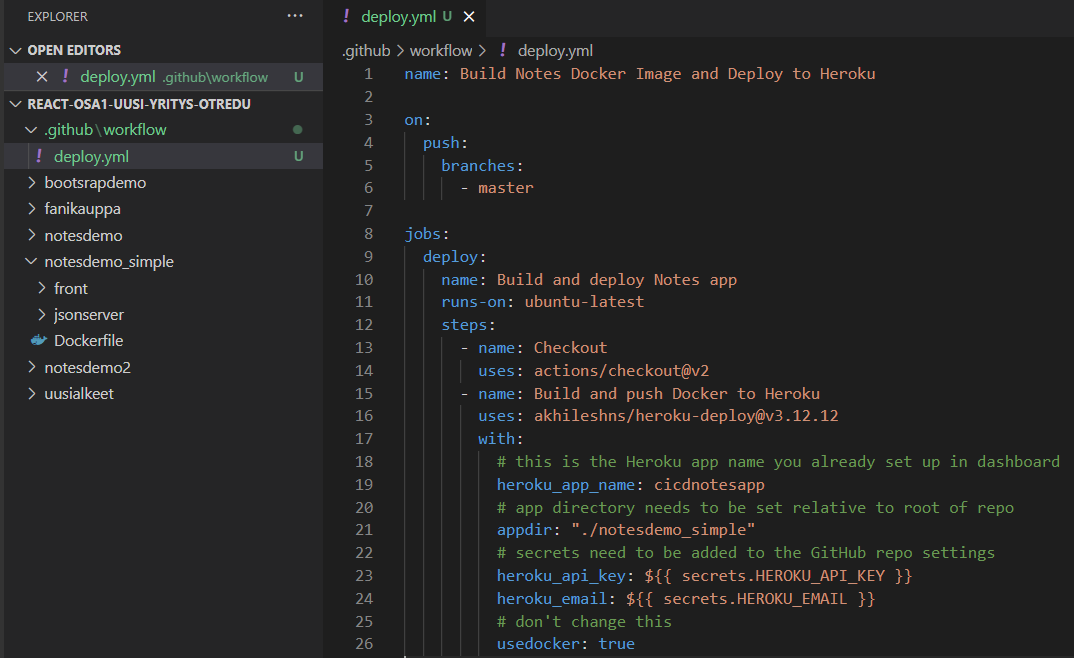 EXPLORER
···
OPEN EDITORS
deploy.yml .github\workflow U
REACT-OSA1-UUSI-YRITYS-OTREDU
.github\workflow
! deploy.yml U
bootsrapdemo
fanikauppa
notesdemo
notesdemo_simple
front
jsonserver
Dockerfile
notesdemo2
uusialkeet
! deploy.yml U
.github > workflow > ! deploy.yml
1 name: Build Notes Docker Image and Deploy to Heroku
2
3 on:
4   push:
5     branches:
6       - master
7
8 jobs:
9   deploy:
10     name: Build and deploy Notes app
11     runs-on: ubuntu-latest
12     steps:
13       - name: Checkout
14         uses: actions/checkout@v2
15       - name: Build and push Docker to Heroku
16         uses: akhileshns/heroku-deploy@v3.12.12
17         with:
18           # this is the Heroku app name you already set up in dashboard
19           heroku_app_name: cicdnotesapp
20           # app directory needs to be set relative to root of repo
21           appdir: "./notesdemo_simple"
22           # secrets need to be added to the GitHub repo settings
23           heroku_api_key: ${{ secrets.HEROKU_API_KEY }}
24           heroku_email: ${{ secrets.HEROKU_EMAIL }}
25           # don't change this
26           usedocker: true